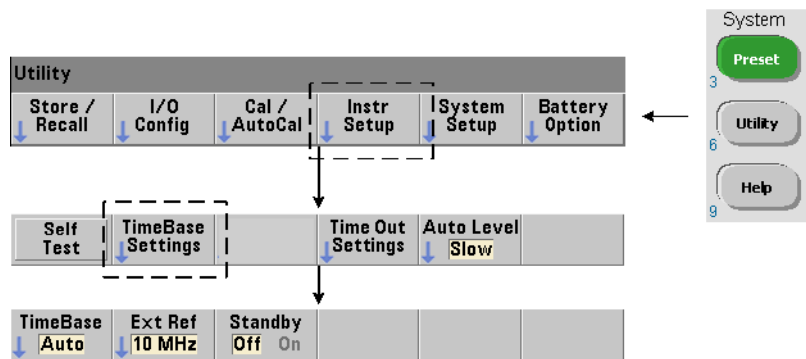 System
Preset
3
Utility
6
Help
9
Utility
Store / Recall
I/O Config
Cal / AutoCal
Instr Setup
System Setup
Battery Option
Self Test
TimeBase Settings
Time Out Settings
Auto Level
Slow
TimeBase
Auto
Ext Ref
10 MHz
Standby
Off On